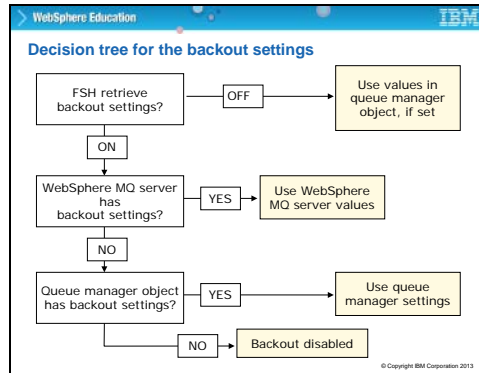 WebSphere Education
IBM
Decision tree for the backout settings
FSH retrieve
backout settings?
OFF
Use values in
queue manager
object, if set
ON
WebSphere MQ server
has
backout settings?
YES
Use WebSphere
MQ server values
NO
Queue manager object
has backout settings?
YES
Use queue
manager settings
NO
Backout disabled
© Copyright IBM Corporation 2013